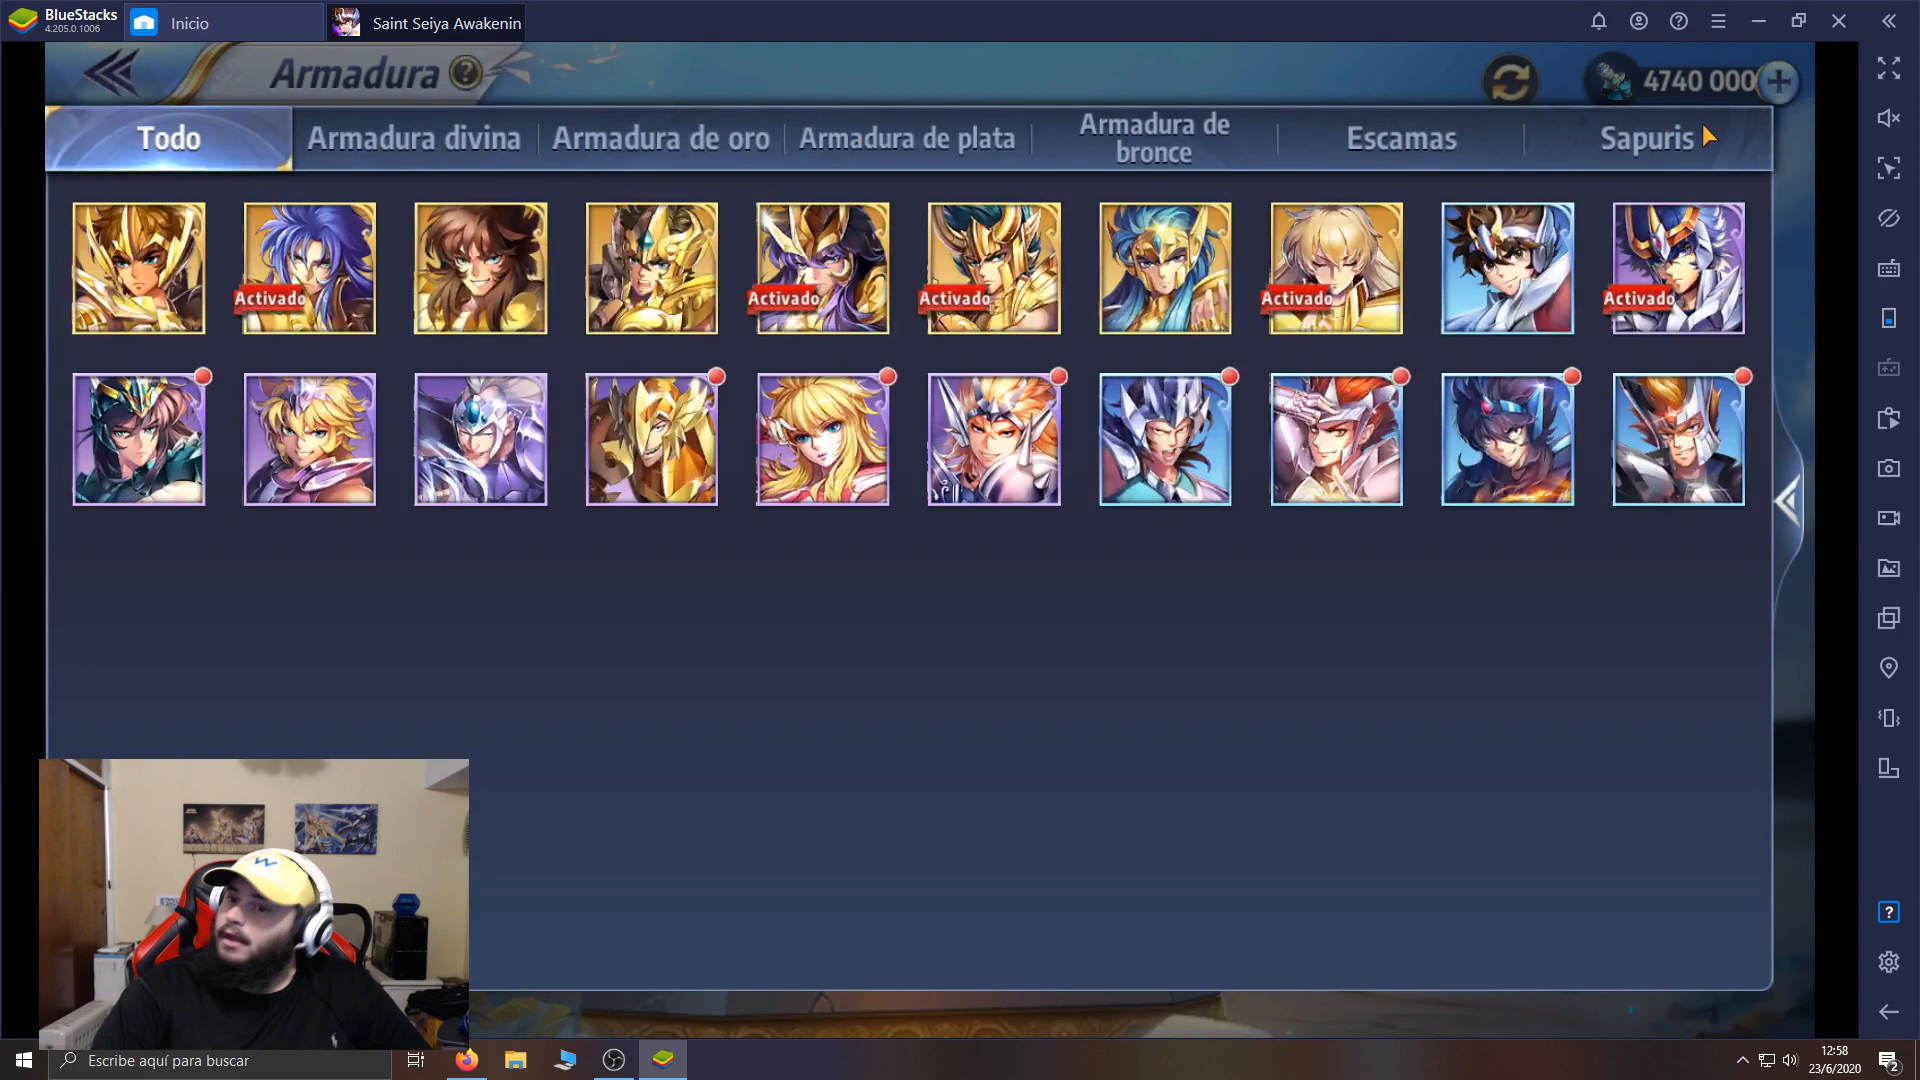 BlueStacks
4.205.0.1006
Inicio
Saint Seiya Awakenin
Armadura ?
4740 000
Todo
Armadura divina
Armadura de oro
Armadura de plata
Armadura de
bronce
Escamas
Sapuris
Activado
Activado
Activado
Activado
Activado
W
Escribe aquí para buscar
12:58
23/6/2020
2